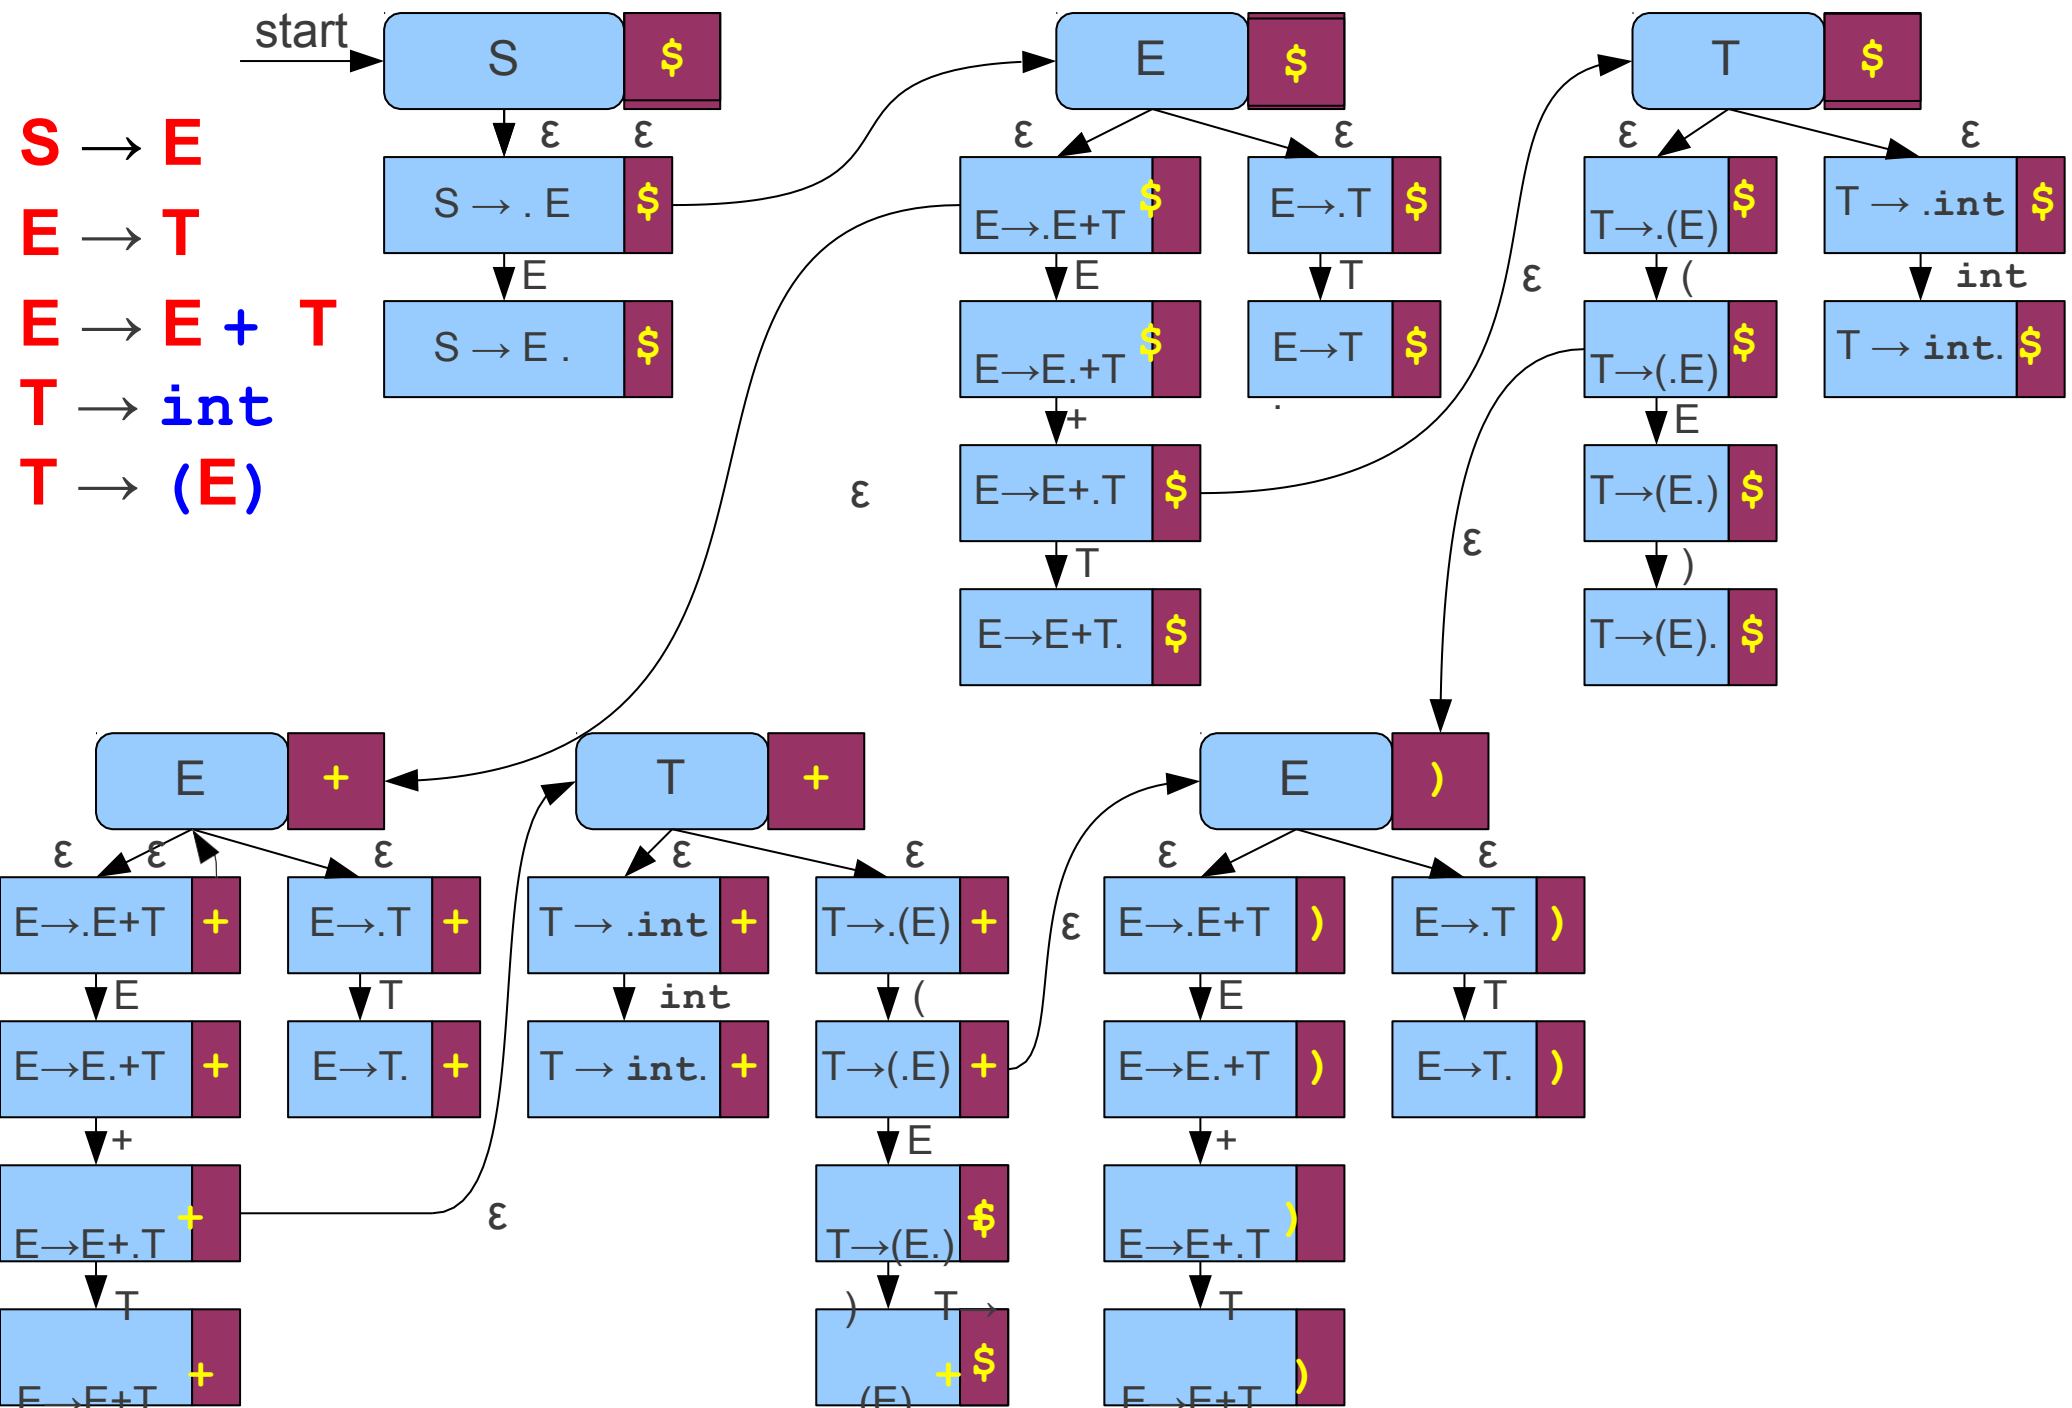 start
S $
E $
T $
ε ε
ε ε
ε ε
S → E
E → T
E → E + T
T → int
T → (E)
S → . E $
E→.E+T $
E→.T $
T→.(E) $
T → .int $
E
E
T
ε
(
int
S → E . $
E→E.+T $
E→T $
.
T→(.E) $
T → int. $
+
E
ε
E→E+.T $
T→(E.) $
T
ε
)
E→E+T. $
T→(E). $
E +
T +
E )
ε ε ε
ε ε
ε ε
E→.E+T +
E→.T +
T → .int +
T→.(E) +
ε
E→.E+T )
E→.T )
E
T
int
(
E
T
E→E.+T +
E→T. +
T → int. +
T→(.E) +
E→E.+T )
E→T. )
+
E
+
E→E+.T +
ε
T→(E.) + $
E→E+.T )
T
) T→
T
E→E+T +
(E) + $
E→E+T )